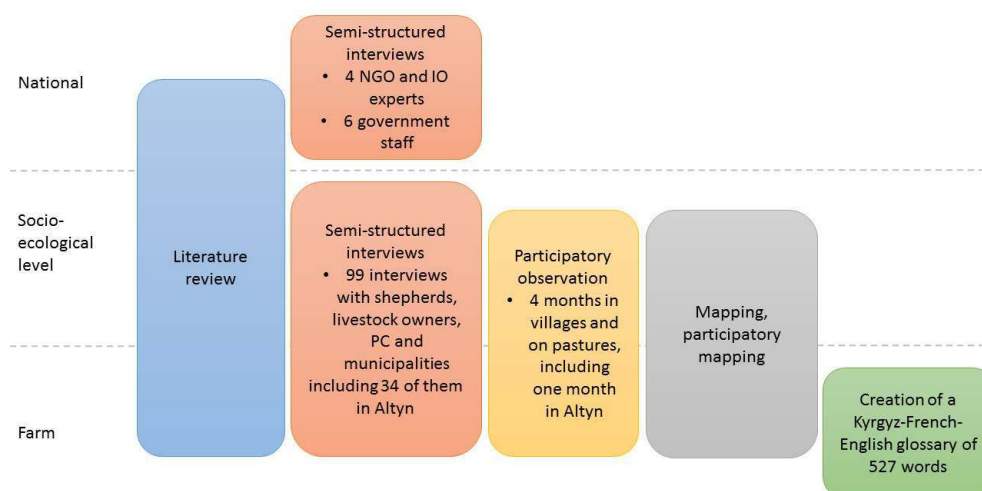 National
Semi-structured
interviews
• 4 NGO and IO
experts
• 6 government
staff
Socio-
ecological
level
Literature
review
Semi-structured
interviews
• 99 interviews
with shepherds,
livestock owners,
PC and
municipalities
including 34 of them
in Altyn
Participatory
observation
• 4 months in
villages and
on pastures,
including
one month
in Altyn
Mapping,
participatory
mapping
Farm
Creation of a
Kyrgyz-French-
English glossary of
527 words